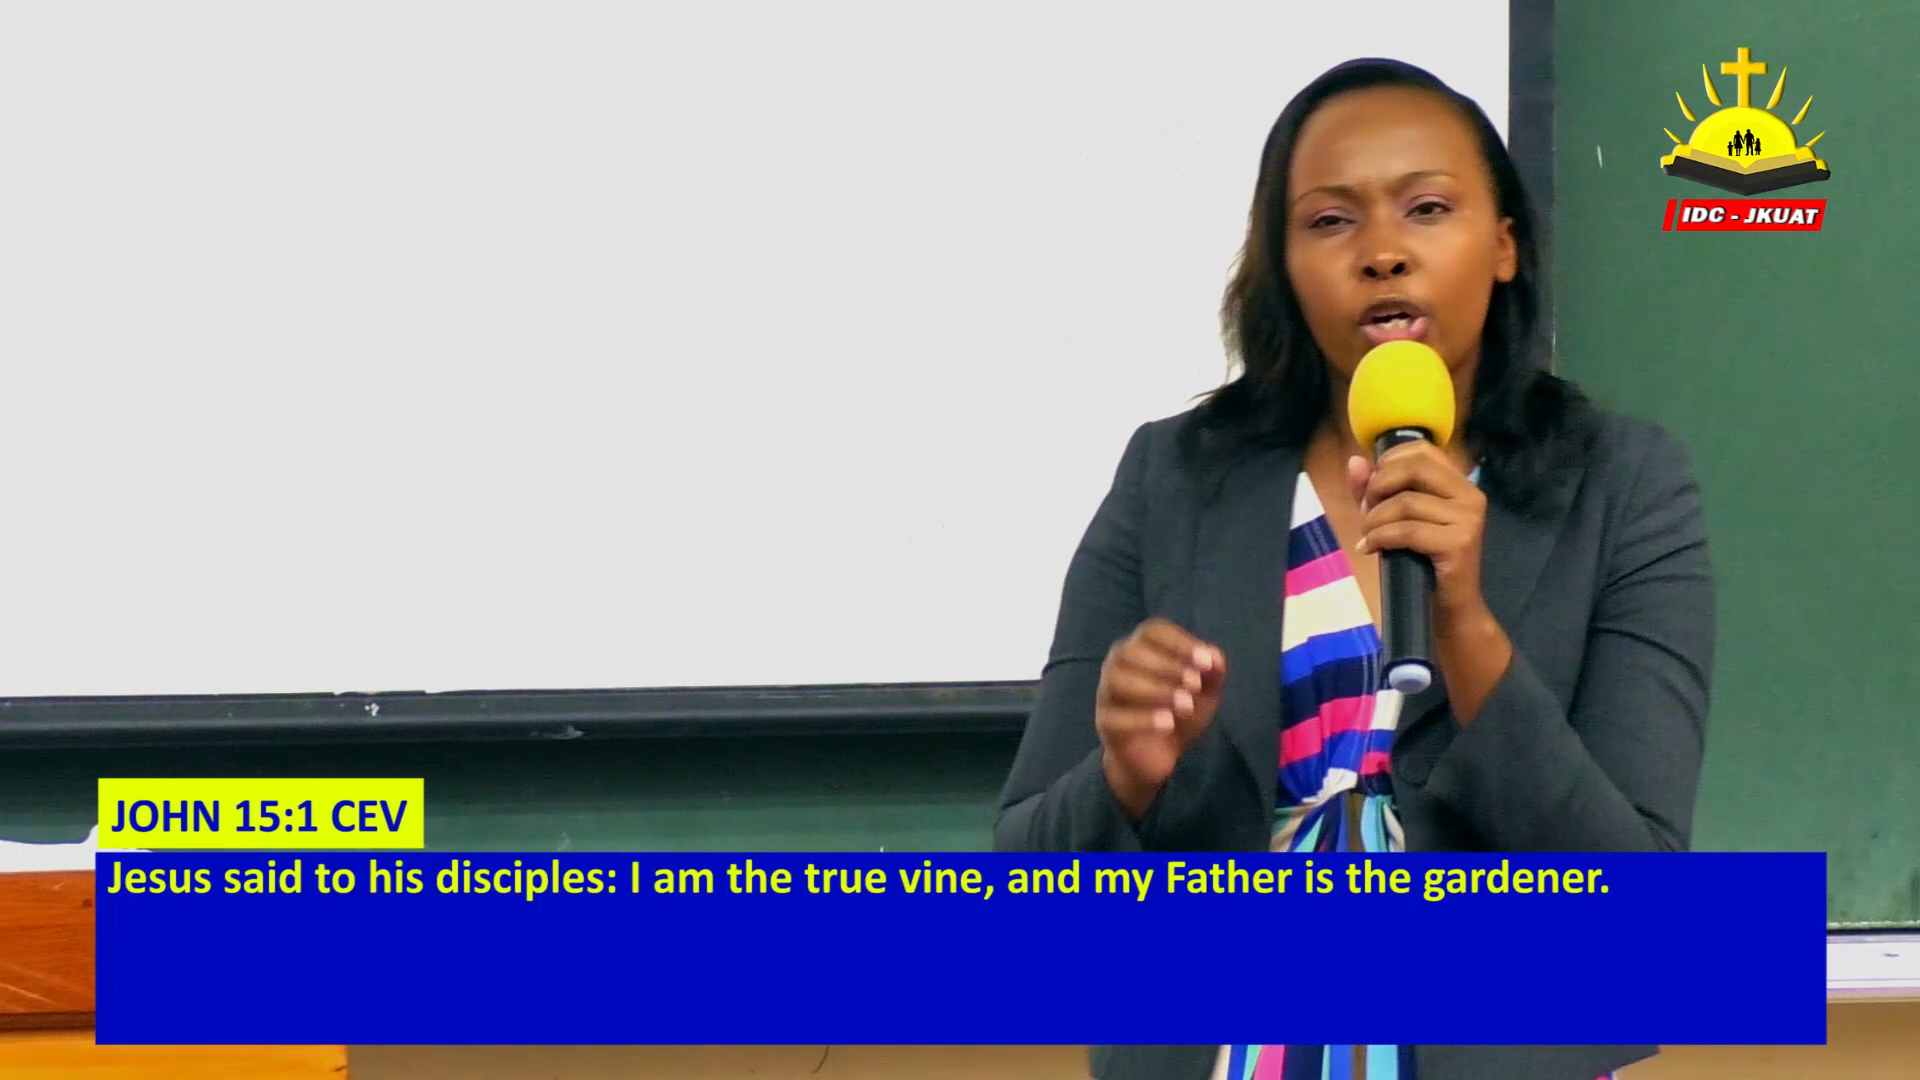 IDC - JKUAT
JOHN 15:1 CEV
Jesus said to his disciples: I am the true vine, and my Father is the gardener.